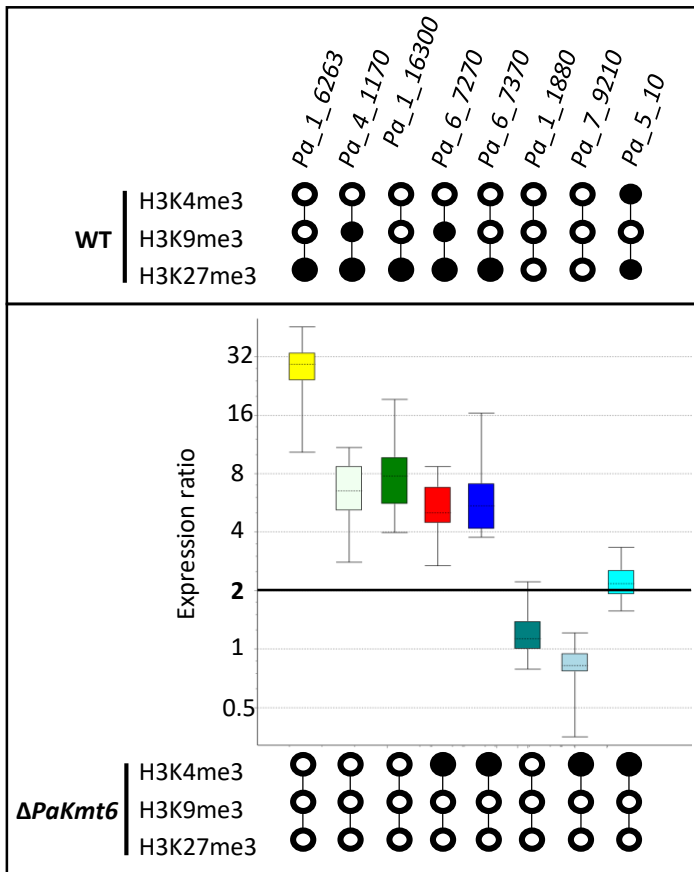 Pa_1_6263
Pa_4_1170
Pa_1_16300
Pa_6_7270
Pa_6_7370
Pa_1_1880
Pa_7_9210
Pa_5_10
H3K4me3
WT
H3K9me3
H3K27me3
32
16
8
4
2
1
0.5
Expression ratio
H3K4me3
ΔPaKmt6
H3K9me3
H3K27me3